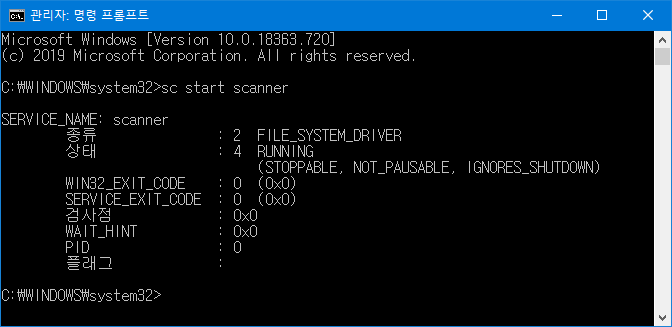 관리자: 명령 프롬프트
Microsoft Windows [Version 10.0.18363.720]
(c) 2019 Microsoft Corporation. All rights reserved.
C:₩WINDOWS₩system32>sc start scanner
SERVICE_NAME: scanner
종류 : 2 FILE_SYSTEM_DRIVER
상태 : 4 RUNNING
(STOPPABLE, NOT_PAUSABLE, IGNORES_SHUTDOWN)
WIN32_EXIT_CODE : 0 (0x0)
SERVICE_EXIT_CODE : 0 (0x0)
검사점 : 0x0
WAIT_HINT : 0x0
PID : 0
플래그 :
C:₩WINDOWS₩system32>